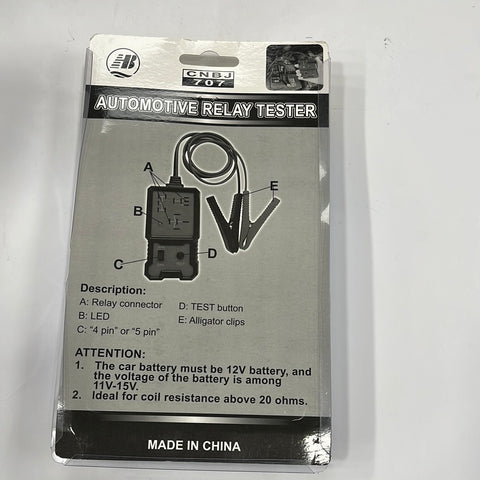 B
CNBJ
707
AUTOMOTIVE RELAY TESTER
A
E
B
D
C
Description:
A: Relay connector D: TEST button
B: LED E: Alligator clips
C: “4 pin” or “5 pin”
ATTENTION:
1. The car battery must be 12V battery, and
the voltage of the battery is among
11V-15V.
2. Ideal for coil resistance above 20 ohms.
MADE IN CHINA